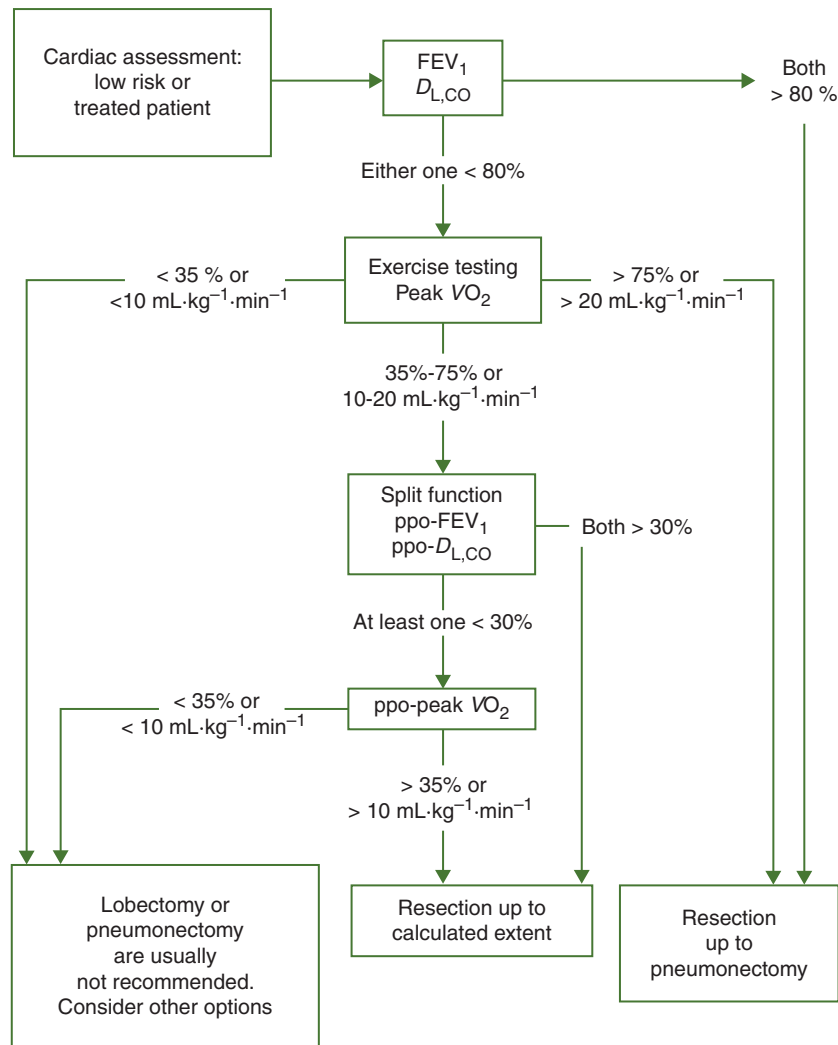 Cardiac assessment:
low risk or
treated patient
FEV₁
D_L,CO
Both
> 80 %
Either one < 80%
< 35 % or
<10 mL·kg⁻¹·min⁻¹
Exercise testing
Peak VO₂
> 75% or
> 20 mL·kg⁻¹·min⁻¹
35%-75% or
10-20 mL·kg⁻¹·min⁻¹
Split function
ppo-FEV₁
ppo-D_L,CO
Both > 30%
At least one < 30%
< 35% or
< 10 mL·kg⁻¹·min⁻¹
ppo-peak VO₂
> 35% or
> 10 mL·kg⁻¹·min⁻¹
Lobectomy or
pneumonectomy
are usually
not recommended.
Consider other options
Resection up to
calculated extent
Resection
up to
pneumonectomy